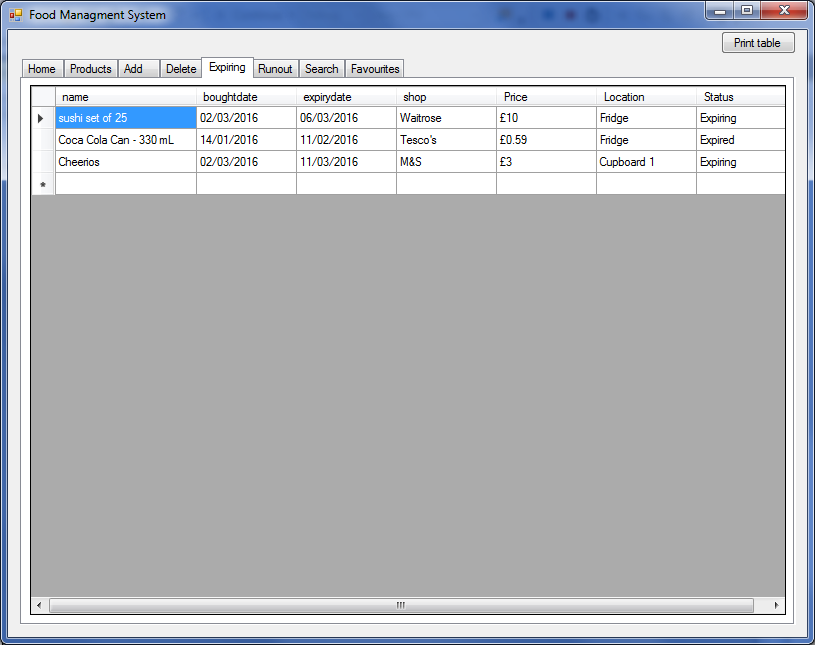 Food Managment System
Print table
Home Products Add Delete Expiring Runout Search Favourites
name boughtdate expirydate shop Price Location Status
sushi set of 25 02/03/2016 06/03/2016 Waitrose £10 Fridge Expiring
Coca Cola Can - 330 mL 14/01/2016 11/02/2016 Tesco's £0.59 Fridge Expired
Cheerios 02/03/2016 11/03/2016 M&S £3 Cupboard 1 Expiring